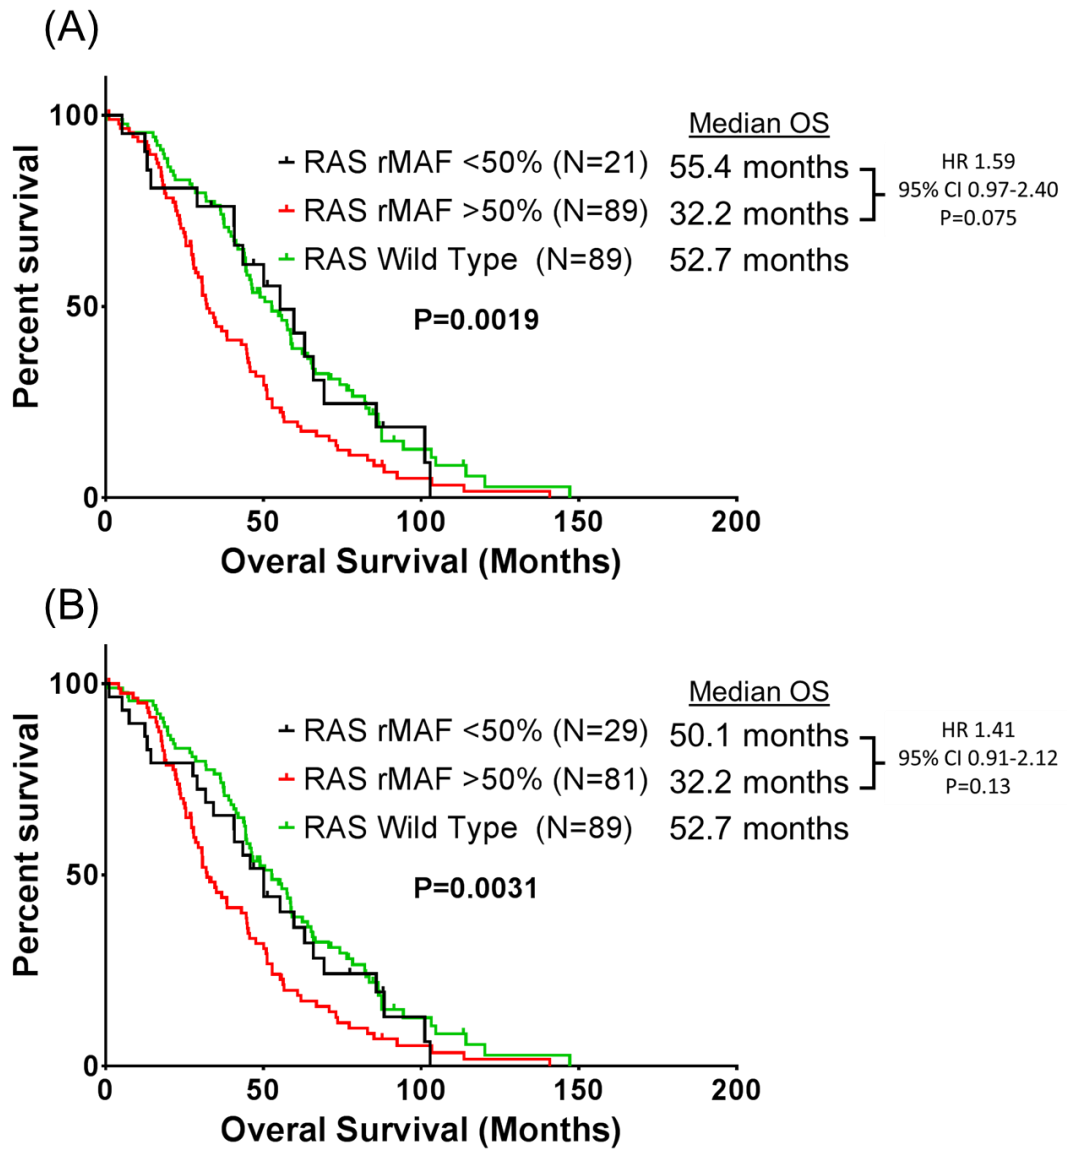 (A)
Median OS
RAS rMAF <50% (N=21) 55.4 months
RAS rMAF >50% (N=89) 32.2 months
RAS Wild Type (N=89) 52.7 months
HR 1.59
95% CI 0.97-2.40
P=0.075
P=0.0019
Percent survival
100
50
0
0 50 100 150 200
Overal Survival (Months)
(B)
Median OS
RAS rMAF <50% (N=29) 50.1 months
RAS rMAF >50% (N=81) 32.2 months
RAS Wild Type (N=89) 52.7 months
HR 1.41
95% CI 0.91-2.12
P=0.13
P=0.0031
Percent survival
100
50
0
0 50 100 150 200
Overal Survival (Months)